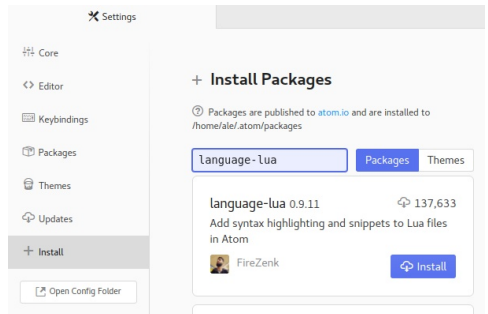 Settings
Core
Editor
Keybindings
Packages
Themes
Updates
Install
Open Config Folder
Install Packages
Packages are published to atom.io and are installed to
/home/ale/.atom/packages
language-lua
Packages Themes
language-lua 0.9.11 137,633
Add syntax highlighting and snippets to Lua files
in Atom
FireZenk Install